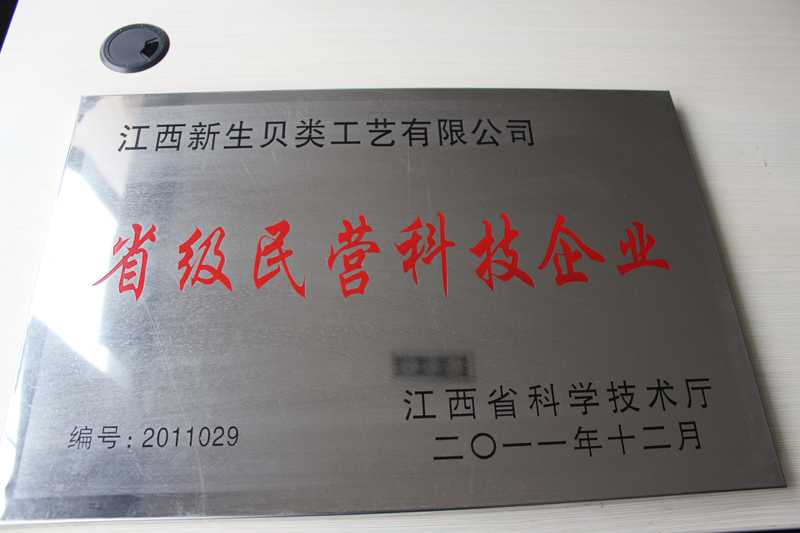 江西新生贝类工艺有限公司
省级民营科技企业
江西省科学技术厅
编号: 2011029
二〇一一年十二月